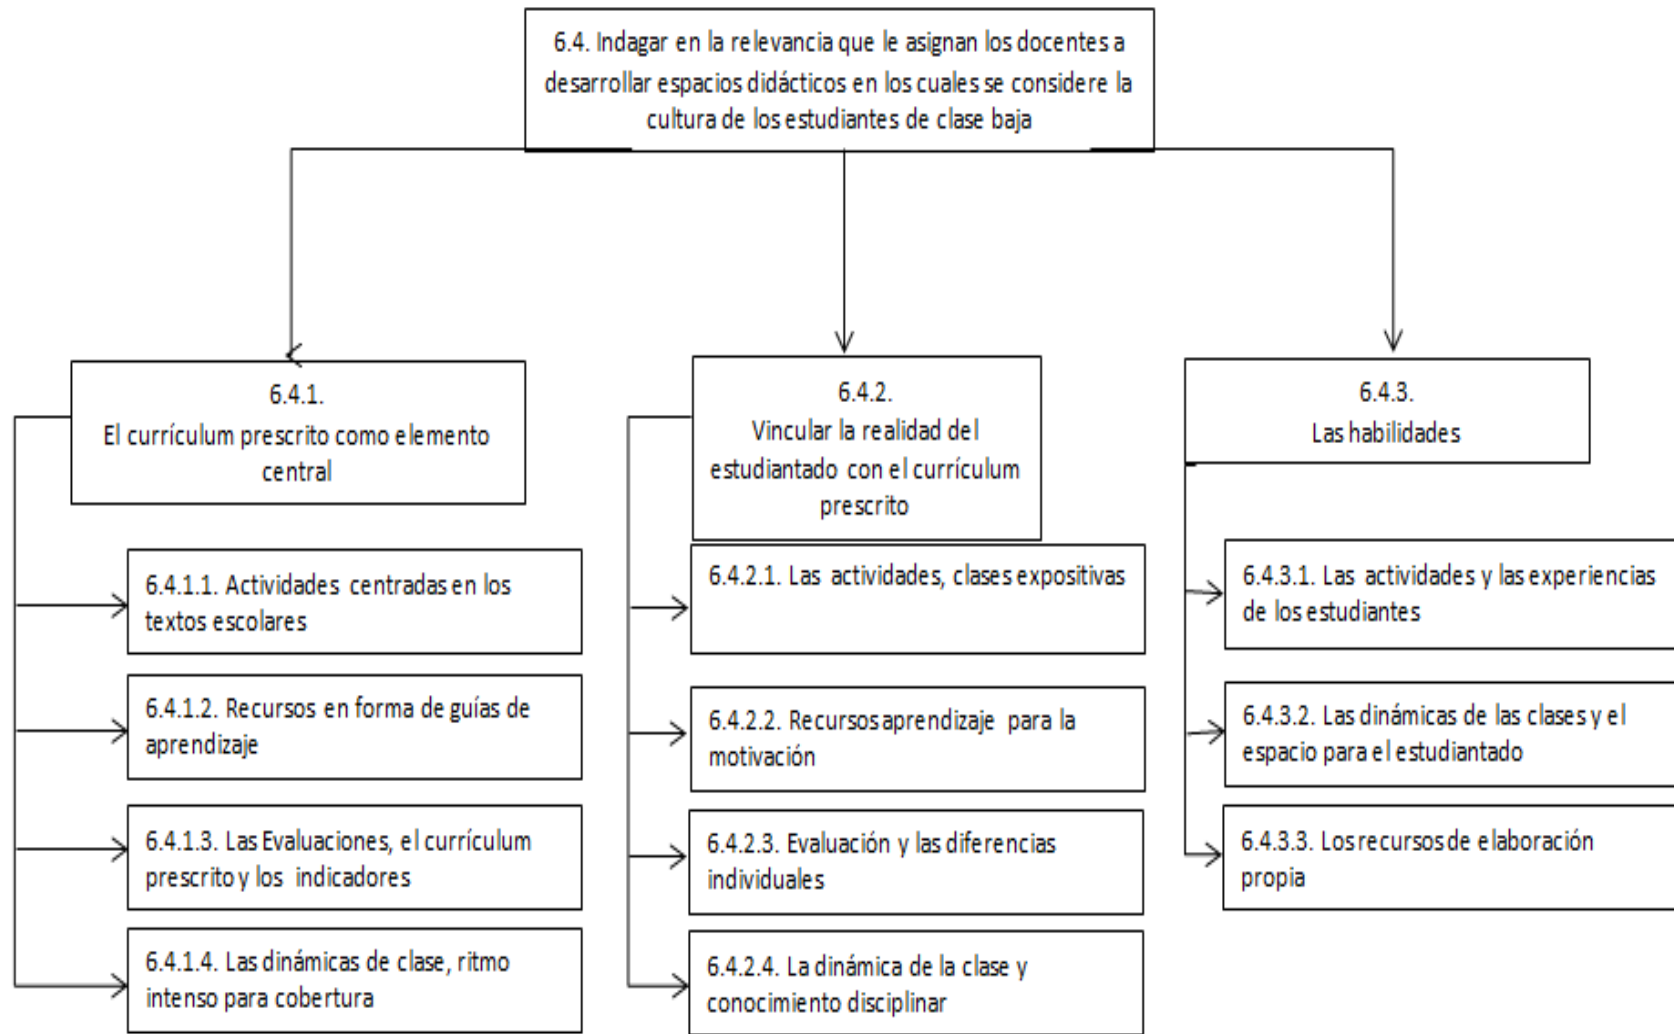 6.4. Indagar en la relevancia que le asignan los docentes a
desarrollar espacios didácticos en los cuales se considere la
cultura de los estudiantes de clase baja
6.4.1.
El currículum prescrito como elemento
central
6.4.1.1. Actividades centradas en los
textos escolares
6.4.1.2. Recursos en forma de guías de
aprendizaje
6.4.1.3. Las Evaluaciones, el currículum
prescrito y los indicadores
6.4.1.4. Las dinámicas de clase, ritmo
intenso para cobertura
6.4.2.
Vincular la realidad del
estudiantado con el currículum
prescrito
6.4.2.1. Las actividades, clases expositivas
6.4.2.2. Recursos aprendizaje para la
motivación
6.4.2.3. Evaluación y las diferencias
individuales
6.4.2.4. La dinámica de la clase y
conocimiento disciplinar
6.4.3.
Las habilidades
6.4.3.1. Las actividades y las experiencias
de los estudiantes
6.4.3.2. Las dinámicas de las clases y el
espacio para el estudiantado
6.4.3.3. Los recursos de elaboración
propia